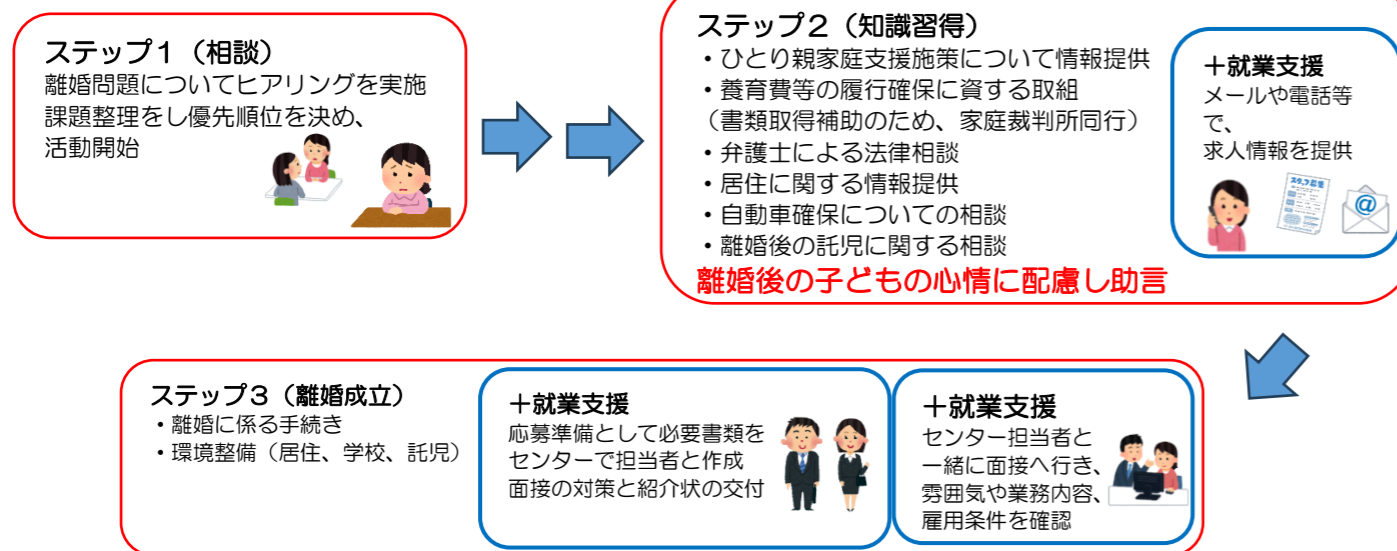 ステップ1(相談)
離婚問題についてヒアリングを実施
課題整理をし優先順位を決め、
活動開始
ステップ2(知識習得)
・ひとり親家庭支援施策について情報提供
・養育費等の履行確保に資する取組
(書類取得補助のため、家庭裁判所同行)
・弁護士による法律相談
・居住に関する情報提供
・自動車確保についての相談
・離婚後の託児に関する相談
離婚後の子どもの心情に配慮し助言
+就業支援
メールや電話等
で、
求人情報を提供
スタッフ募集
@
ステップ3(離婚成立)
・離婚に係る手続き
・環境整備(居住、学校、託児)
+就業支援
応募準備として必要書類を
センターで担当者と作成
面接の対策と紹介状の交付
+就業支援
センター担当者と
一緒に面接へ行き、
雰囲気や業務内容、
雇用条件を確認